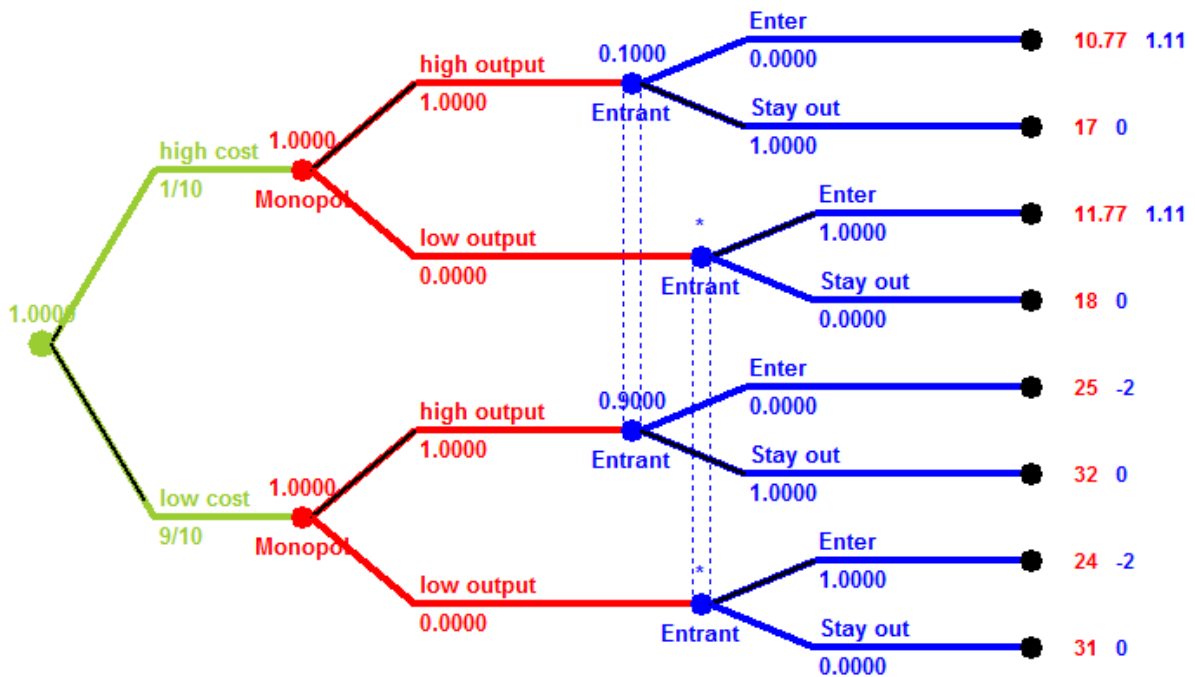 Enter
10.77 1.11
0.1000
0.0000
high output
1.0000
Entrant
Stay out
17 0
1.0000
1.0000
high cost
1/10
Monopol
Enter
11.77 1.11
*
1.0000
low output
0.0000
Entrant
Stay out
18 0
0.0000
1.0000
Enter
25 -2
0.9000
0.0000
high output
1.0000
Entrant
Stay out
32 0
1.0000
1.0000
low cost
9/10
Monopol
Enter
24 -2
*
1.0000
low output
0.0000
Entrant
Stay out
31 0
0.0000